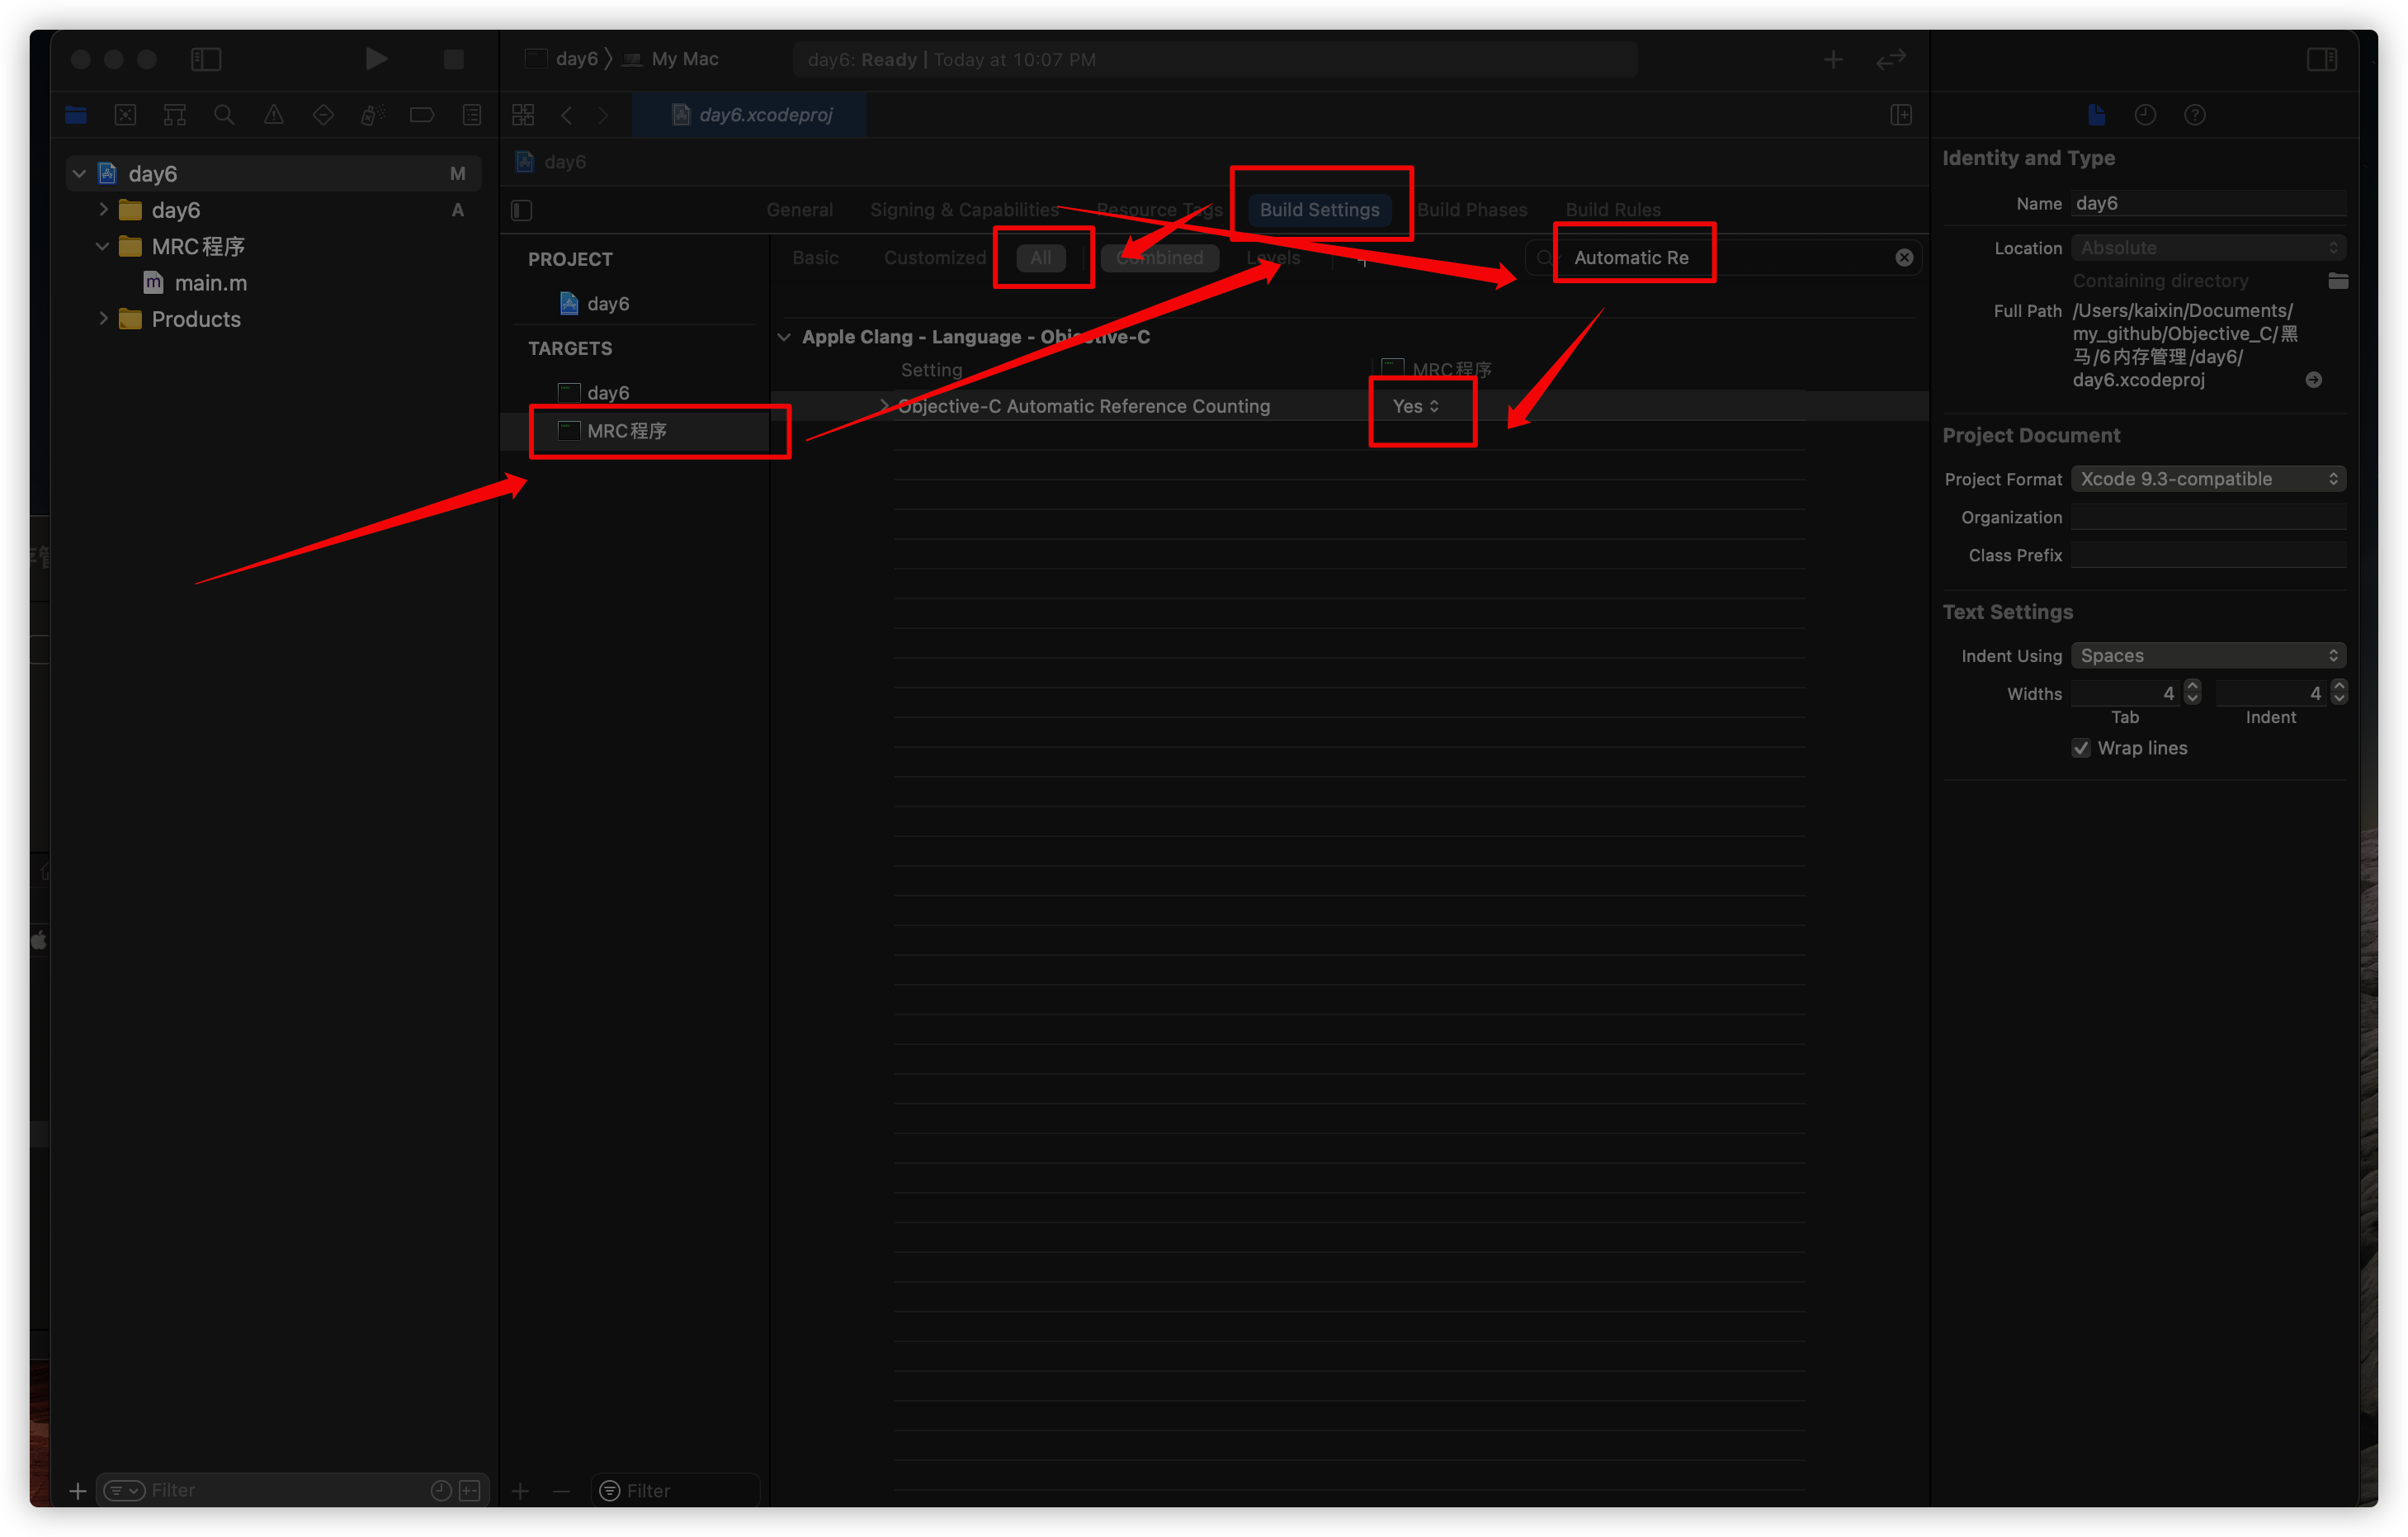 day6 My Mac
day6: Ready | Today at 10:07 PM
day6.xcodeproj
day6 M
day6 A
MRC程序
main.m
Products
day6
General Signing & Capabilities Resource Tags Build Settings Build Phases Build Rules
PROJECT
day6
TARGETS
day6
MRC程序
Basic Customized All Combined Levels
Automatic Re
Apple Clang - Language - Objective-C
Setting MRC程序
Objective-C Automatic Reference Counting Yes
Identity and Type
Name day6
Location Absolute
Containing directory
Full Path /Users/kaixin/Documents/
my_github/Objective_C/黑
马/6内存管理/day6/
day6.xcodeproj
Project Document
Project Format Xcode 9.3-compatible
Organization
Class Prefix
Text Settings
Indent Using Spaces
Widths 4 4
Tab Indent
Wrap lines
Filter
Filter